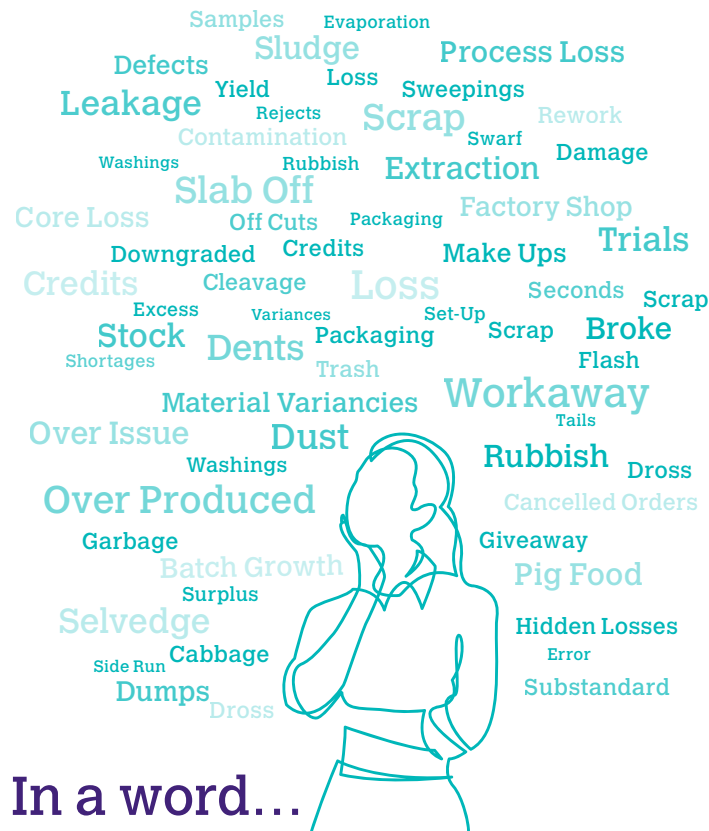 Samples
Evaporation
Sludge
Process Loss
Defects
Loss
Yield
Sweepings
Leakage
Rejects
Scrap
Rework
Contamination
Swarf
Damage
Washings
Rubbish
Extraction
Slab Off
Factory Shop
Core Loss
Off Cuts
Packaging
Trials
Downgraded
Credits
Make Ups
Credits
Cleavage
Loss
Seconds
Scrap
Excess
Variances
Set-Up
Stock
Dents
Packaging
Scrap
Broke
Shortages
Trash
Flash
Material Variancies
Workaway
Tails
Over Issue
Dust
Rubbish
Washings
Dross
Over Produced
Cancelled Orders
Garbage
Giveaway
Batch Growth
Pig Food
Surplus
Selvedge
Hidden Losses
Cabbage
Error
Side Run
Dumps
Substandard
Dross
In a word...